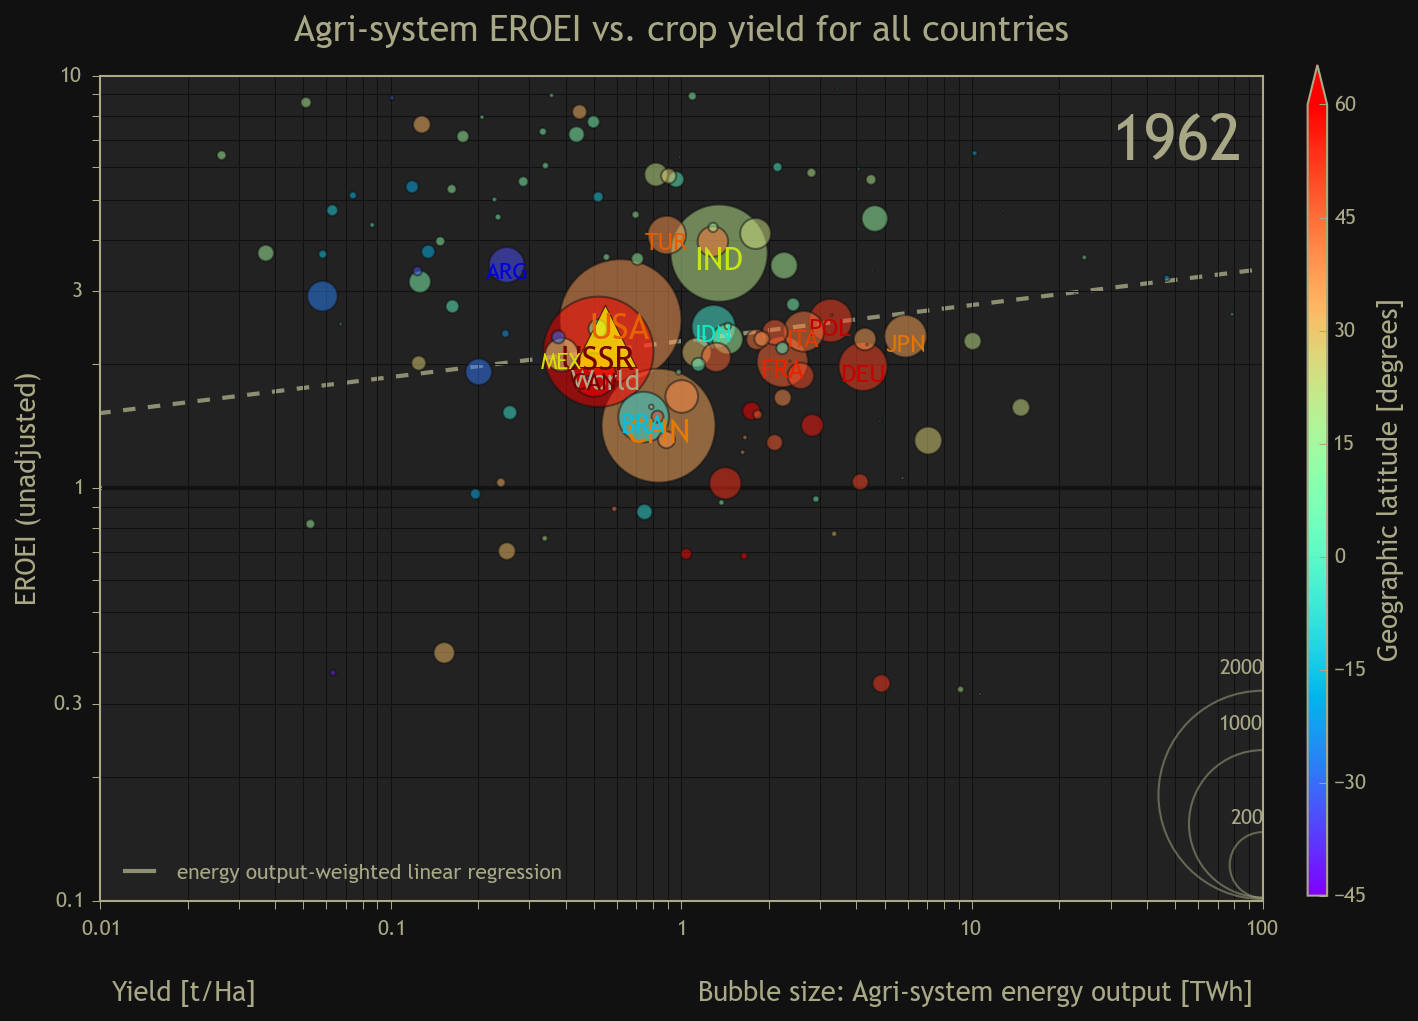 Agri-system EROEI vs. crop yield for all countries
1962
10
3
1
0.3
0.1
EROEI (unadjusted)
TUR
IND
ARG
USA
IDN
ITA
POL
JPN
MEX
USSR
FRA
DEU
CAN
World
BRA
CHN
2000
1000
200
energy output-weighted linear regression
0.01
0.1
1
10
100
Yield [t/Ha]
Bubble size: Agri-system energy output [TWh]
60
45
30
15
0
−15
−30
−45
Geographic latitude [degrees]